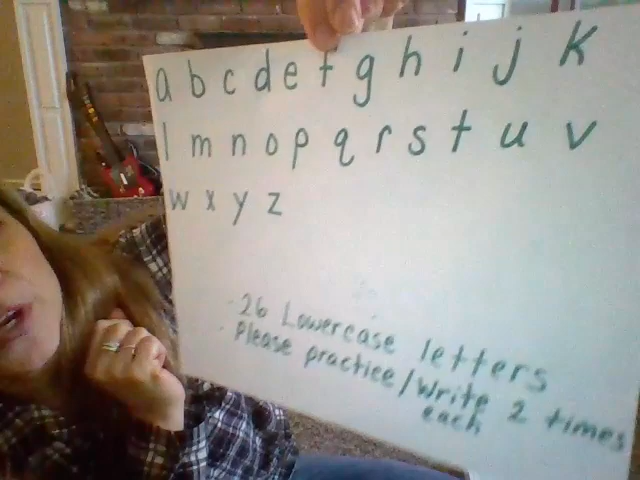 a b c d e f g h i j k
l m n o p q r s t u v
w x y z
- 26 Lowercase letters
- Please practice/Write 2 times
each